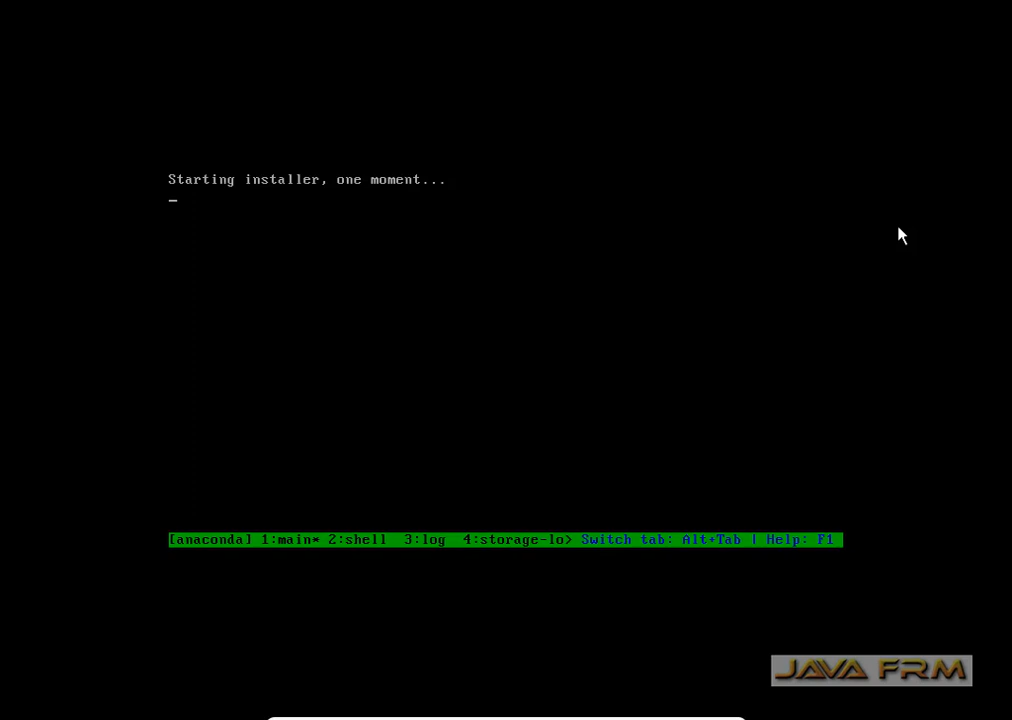 Starting installer, one moment...
[anaconda] 1:main* 2:shell  3:log  4:storage-lo> Switch tab: Alt+Tab | Help: F1
JAVA FRM